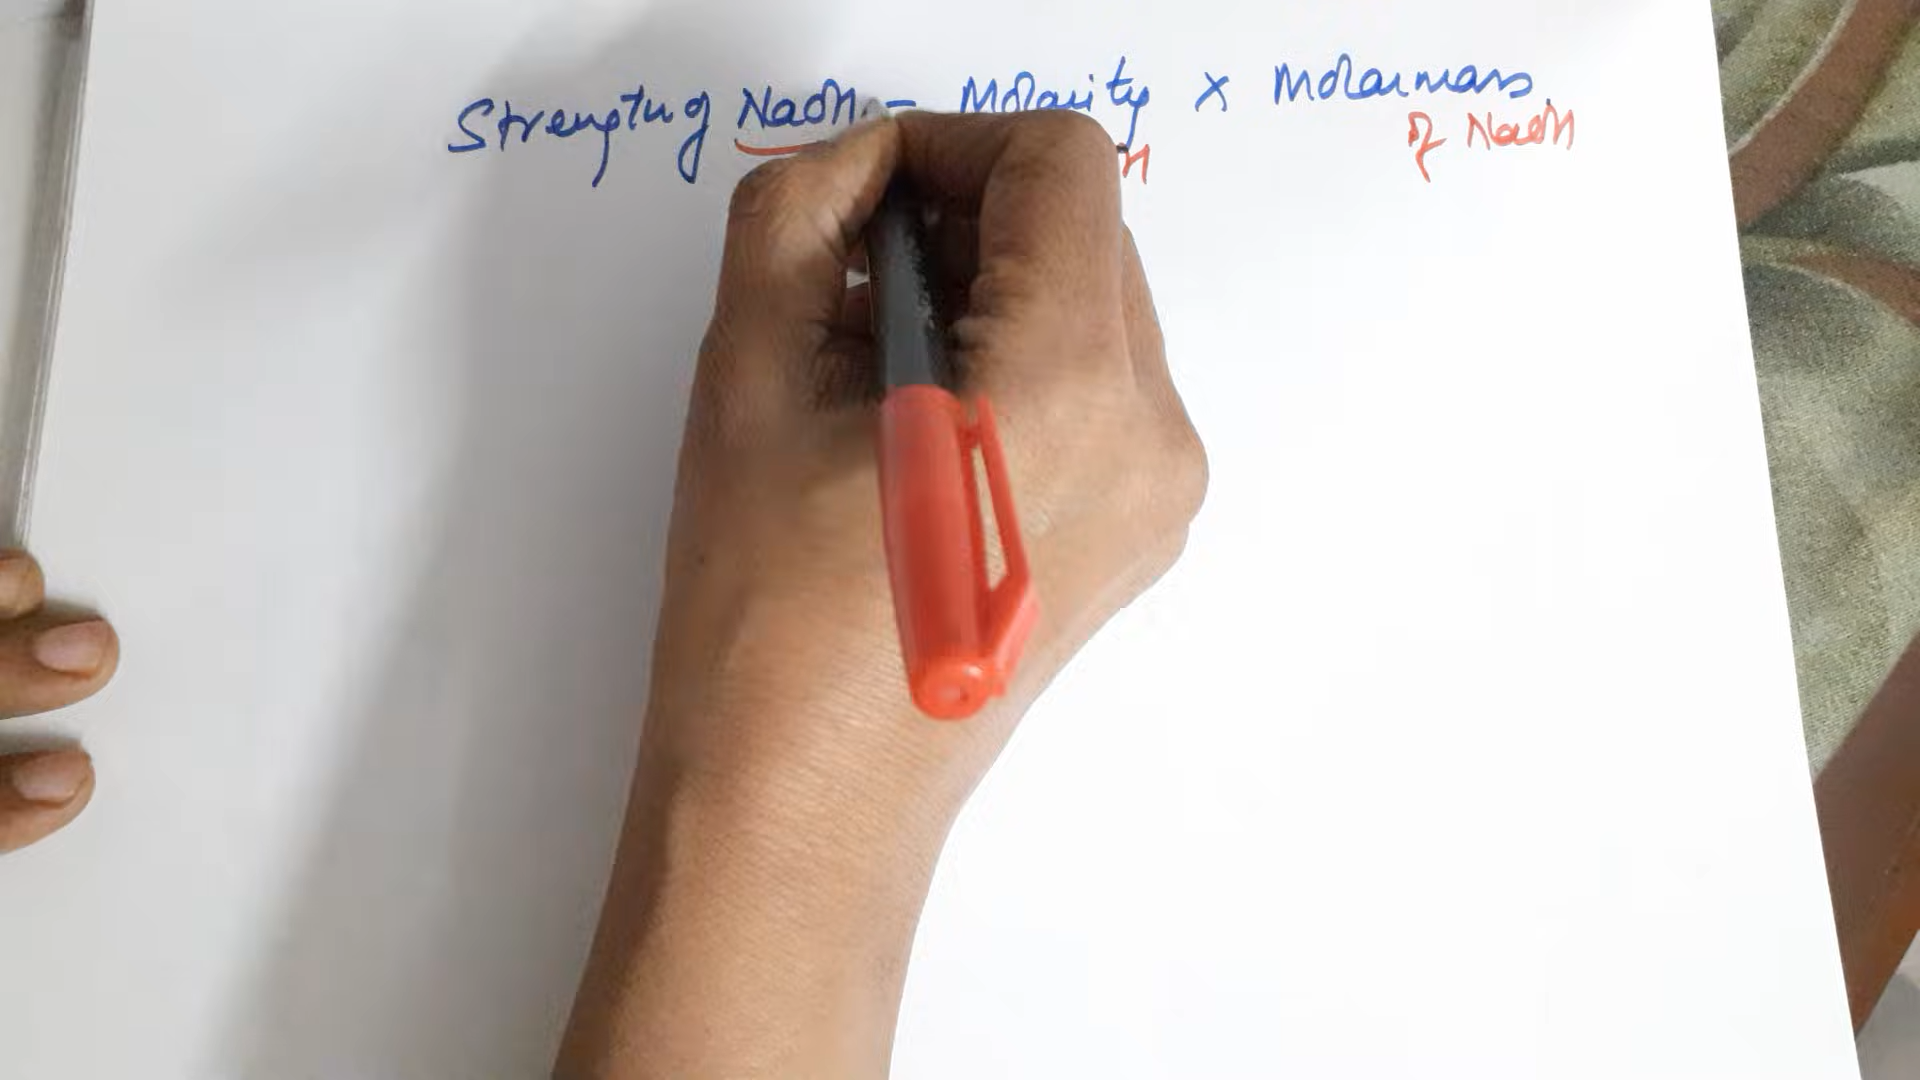 Strength of NaOH = Molarity × Molarmass.
of NaOH